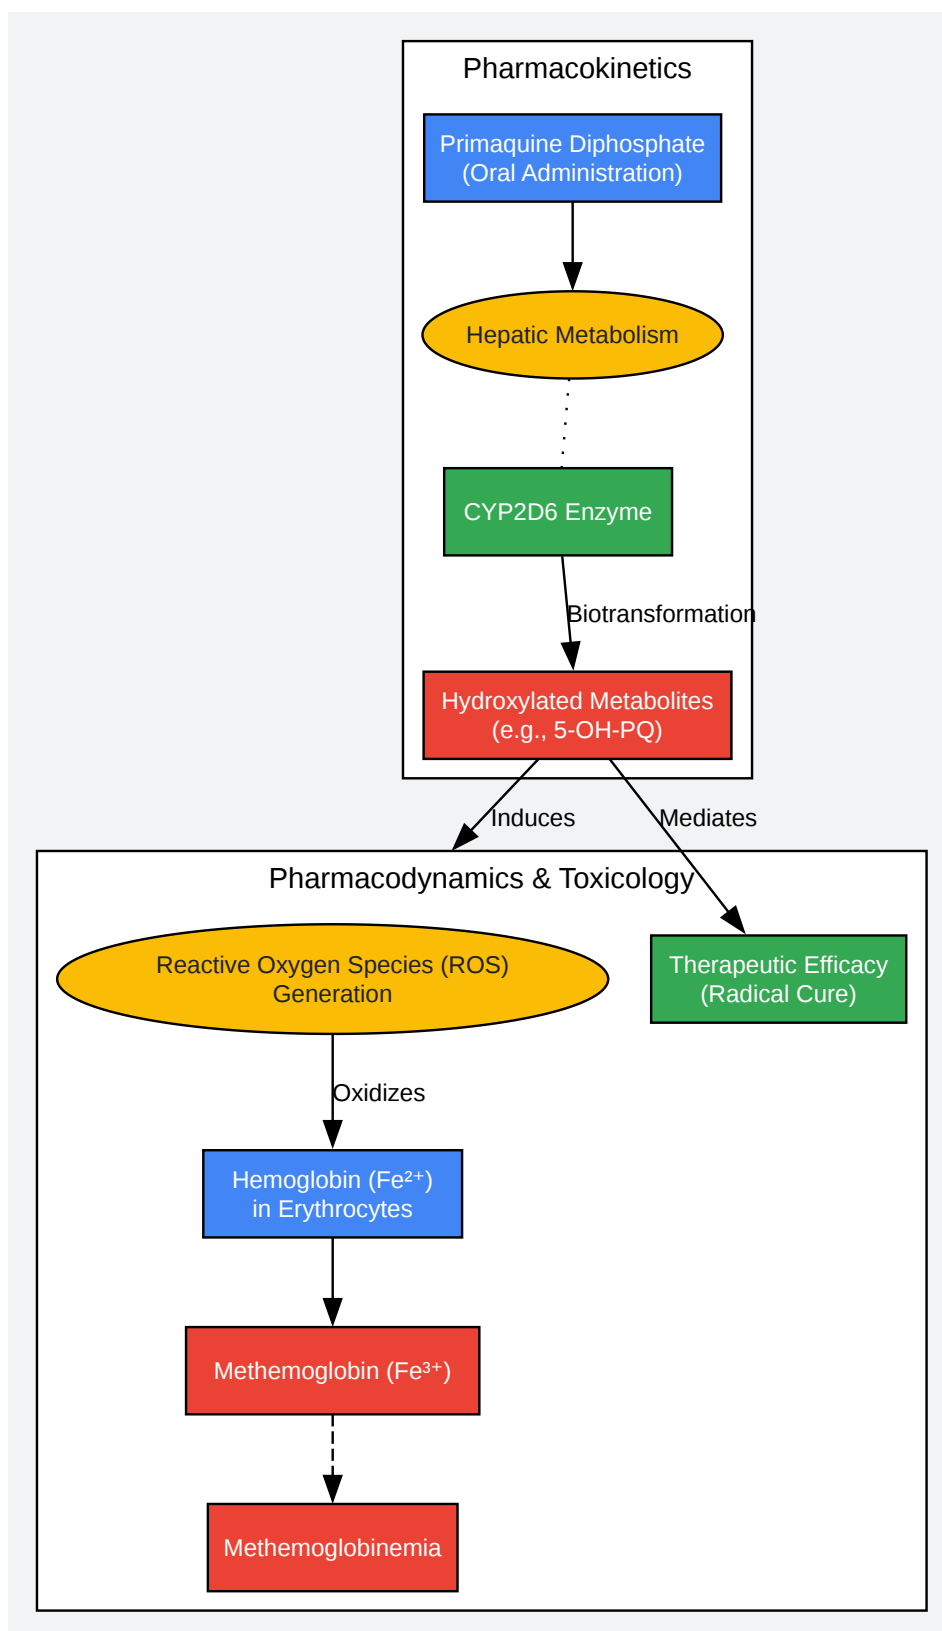 Pharmacokinetics
Primaquine Diphosphate
(Oral Administration)
Hepatic Metabolism
CYP2D6 Enzyme
Biotransformation
Hydroxylated Metabolites
(e.g., 5-OH-PQ)
Induces
Mediates
Pharmacodynamics & Toxicology
Reactive Oxygen Species (ROS)
Generation
Therapeutic Efficacy
(Radical Cure)
Oxidizes
Hemoglobin (Fe²⁺)
in Erythrocytes
Methemoglobin (Fe³⁺)
Methemoglobinemia